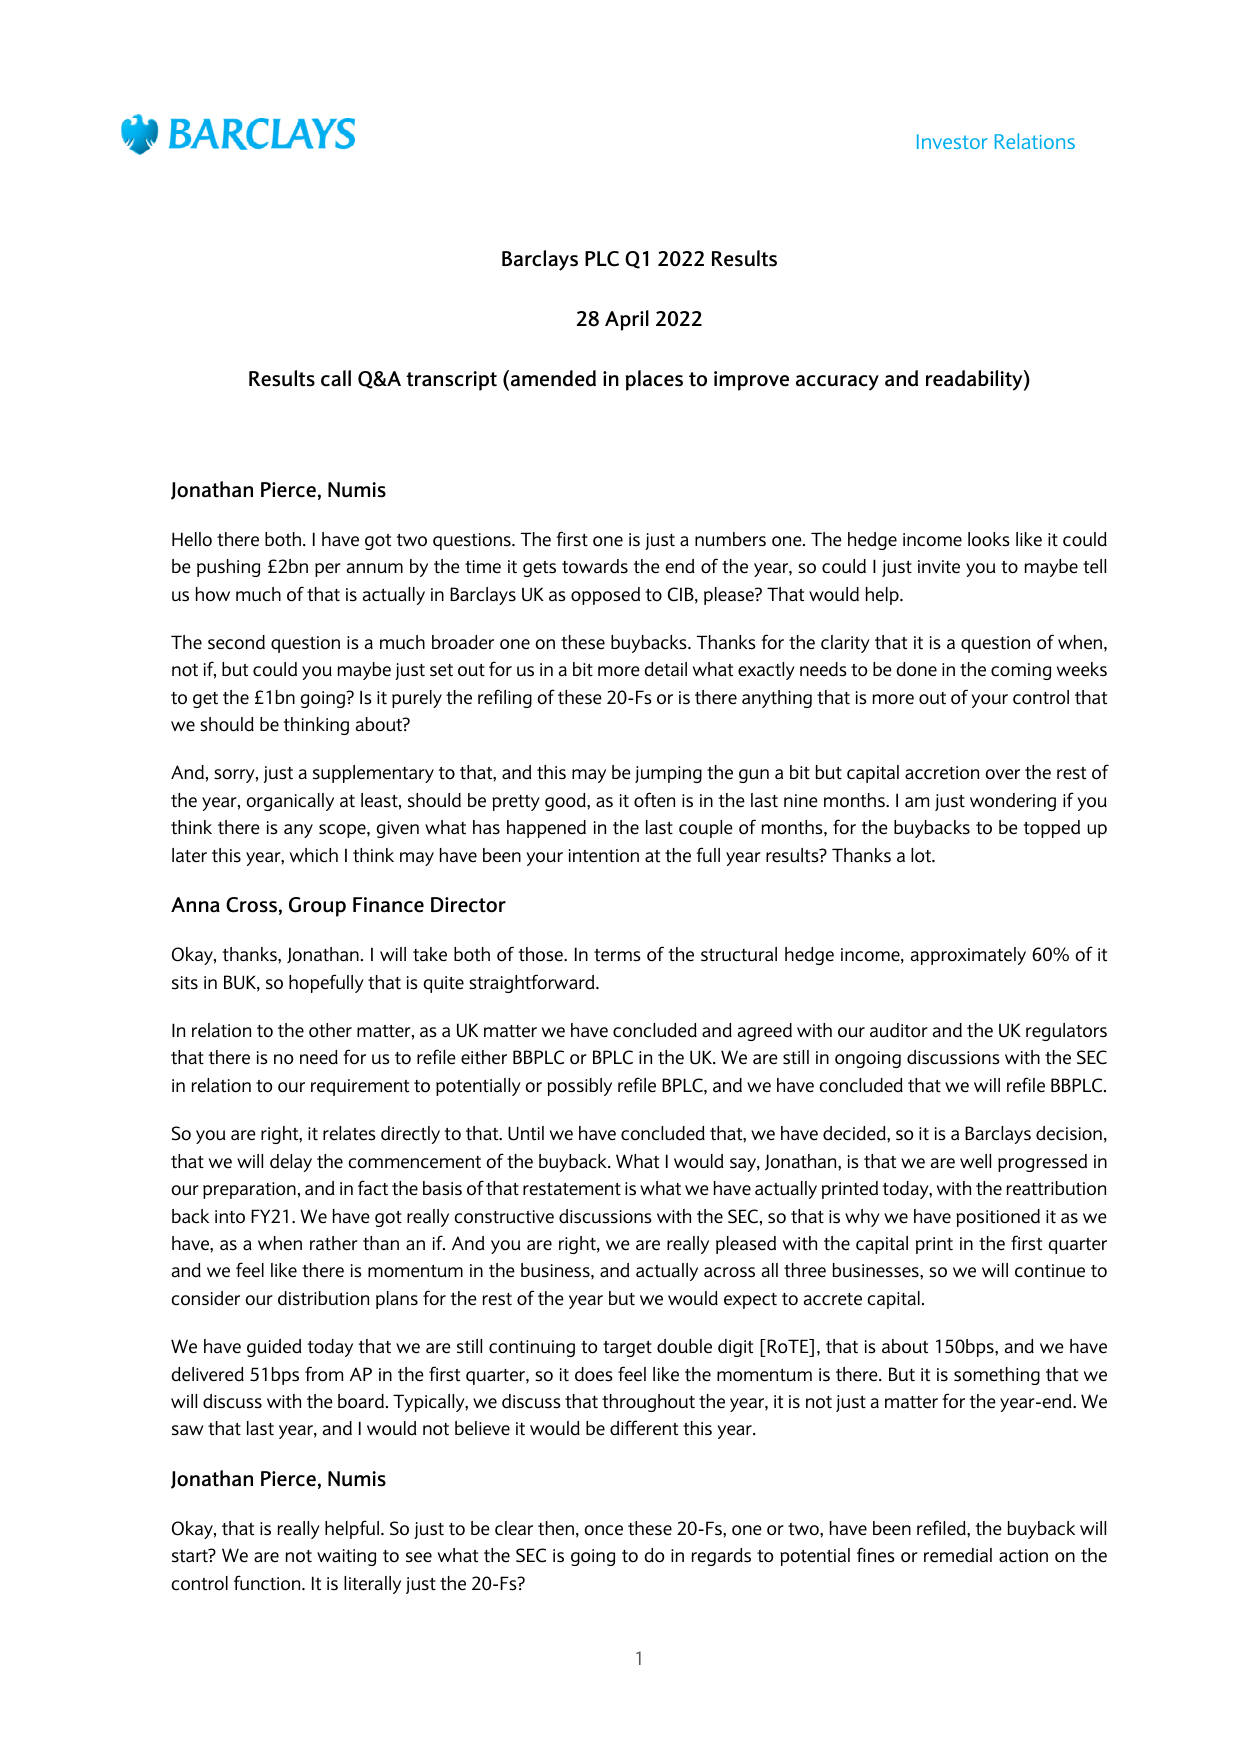 BARCLAYS
Investor Relations
Barclays PLC Q1 2022 Results
28 April 2022
Results call Q&A transcript (amended in places to improve accuracy and readability)
Jonathan Pierce, Numis
Hello there both. I have got two questions. The first one is just a numbers one. The hedge income looks like it could
be pushing £2bn per annum by the time it gets towards the end of the year, so could I just invite you to maybe tell
us how much of that is actually in Barclays UK as opposed to CIB, please? That would help.
The second question is a much broader one on these buybacks. Thanks for the clarity that it is a question of when,
not if, but could you maybe just set out for us in a bit more detail what exactly needs to be done in the coming weeks
to get the £1bn going? Is it purely the refiling of these 20-Fs or is there anything that is more out of your control that
we should be thinking about?
And, sorry, just a supplementary to that, and this may be jumping the gun a bit but capital accretion over the rest of
the year, organically at least, should be pretty good, as it often is in the last nine months. I am just wondering if you
think there is any scope, given what has happened in the last couple of months, for the buybacks to be topped up
later this year, which I think may have been your intention at the full year results? Thanks a lot.
Anna Cross, Group Finance Director
Okay, thanks, Jonathan. I will take both of those. In terms of the structural hedge income, approximately 60% of it
sits in BUK, so hopefully that is quite straightforward.
In relation to the other matter, as a UK matter we have concluded and agreed with our auditor and the UK regulators
that there is no need for us to refile either BBPLC or BPLC in the UK. We are still in ongoing discussions with the SEC
in relation to our requirement to potentially or possibly refile BPLC, and we have concluded that we will refile BBPLC.
So you are right, it relates directly to that. Until we have concluded that, we have decided, so it is a Barclays decision,
that we will delay the commencement of the buyback. What I would say, Jonathan, is that we are well progressed in
our preparation, and in fact the basis of that restatement is what we have actually printed today, with the reattribution
back into FY21. We have got really constructive discussions with the SEC, so that is why we have positioned it as we
have, as a when rather than an if. And you are right, we are really pleased with the capital print in the first quarter
and we feel like there is momentum in the business, and actually across all three businesses, so we will continue to
consider our distribution plans for the rest of the year but we would expect to accrete capital.
We have guided today that we are still continuing to target double digit [RoTE], that is about 150bps, and we have
delivered 51bps from AP in the first quarter, so it does feel like the momentum is there. But it is something that we
will discuss with the board. Typically, we discuss that throughout the year, it is not just a matter for the year-end. We
saw that last year, and I would not believe it would be different this year.
Jonathan Pierce, Numis
Okay, that is really helpful. So just to be clear then, once these 20-Fs, one or two, have been refiled, the buyback will
start? We are not waiting to see what the SEC is going to do in regards to potential fines or remedial action on the
control function. It is literally just the 20-Fs?
1